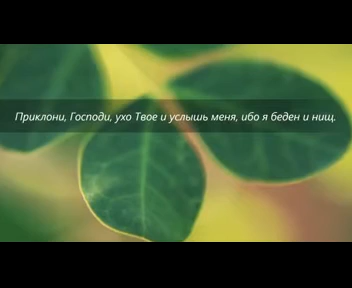 Приклони, Господи, ухо Твое и услышь меня, ибо я беден и нищ.